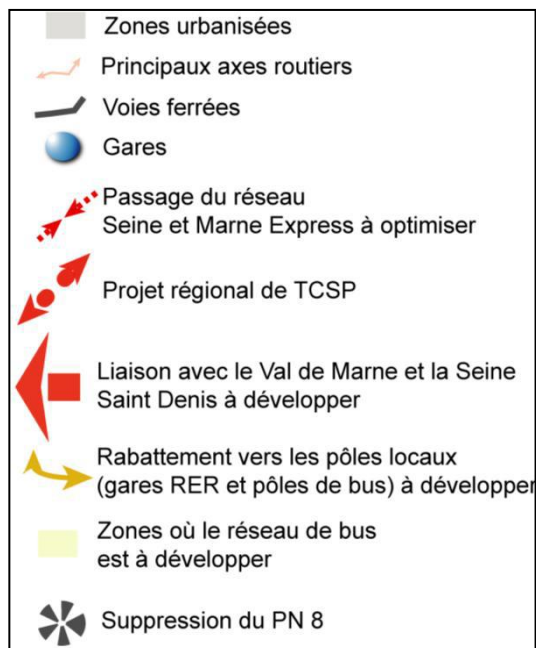 Zones urbanisées
Principaux axes routiers
Voies ferrées
Gares
Passage du réseau
Seine et Marne Express à optimiser
Projet régional de TCSP
Liaison avec le Val de Marne et la Seine
Saint Denis à développer
Rabattement vers les pôles locaux
(gares RER et pôles de bus) à développer
Zones où le réseau de bus
est à développer
Suppression du PN 8